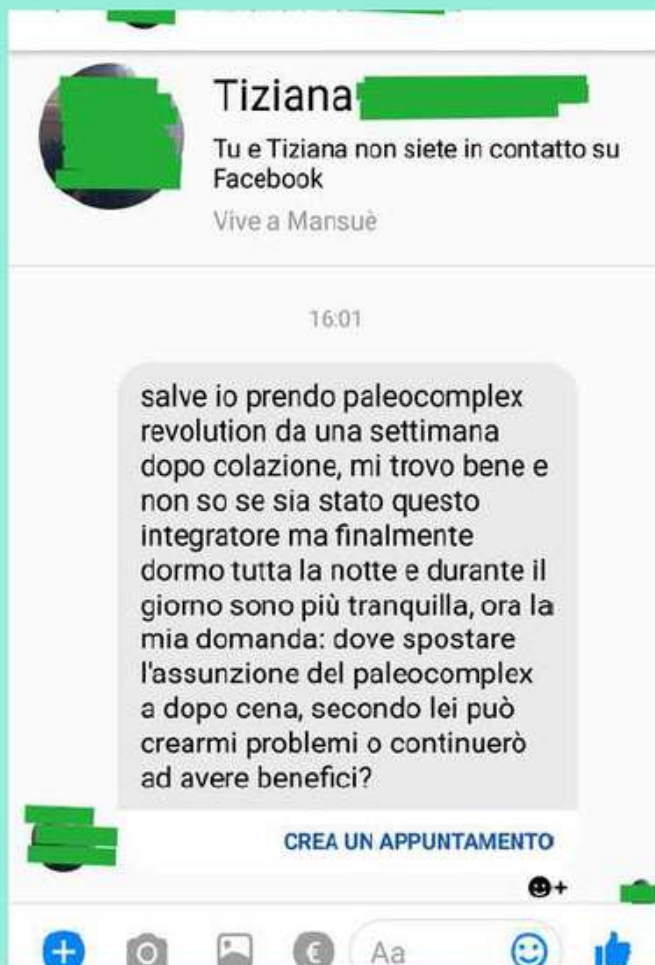 Tiziana
Tu e Tiziana non siete in contatto su
Facebook
Vive a Mansuè
16:01
salve io prendo paleocomplex
revolution da una settimana
dopo colazione, mi trovo bene e
non so se sia stato questo
integratore ma finalmente
dormo tutta la notte e durante il
giorno sono più tranquilla, ora la
mia domanda: dove spostare
l'assunzione del paleocomplex
a dopo cena, secondo lei può
crearmi problemi o continuerò
ad avere benefici?
CREA UN APPUNTAMENTO
Aa